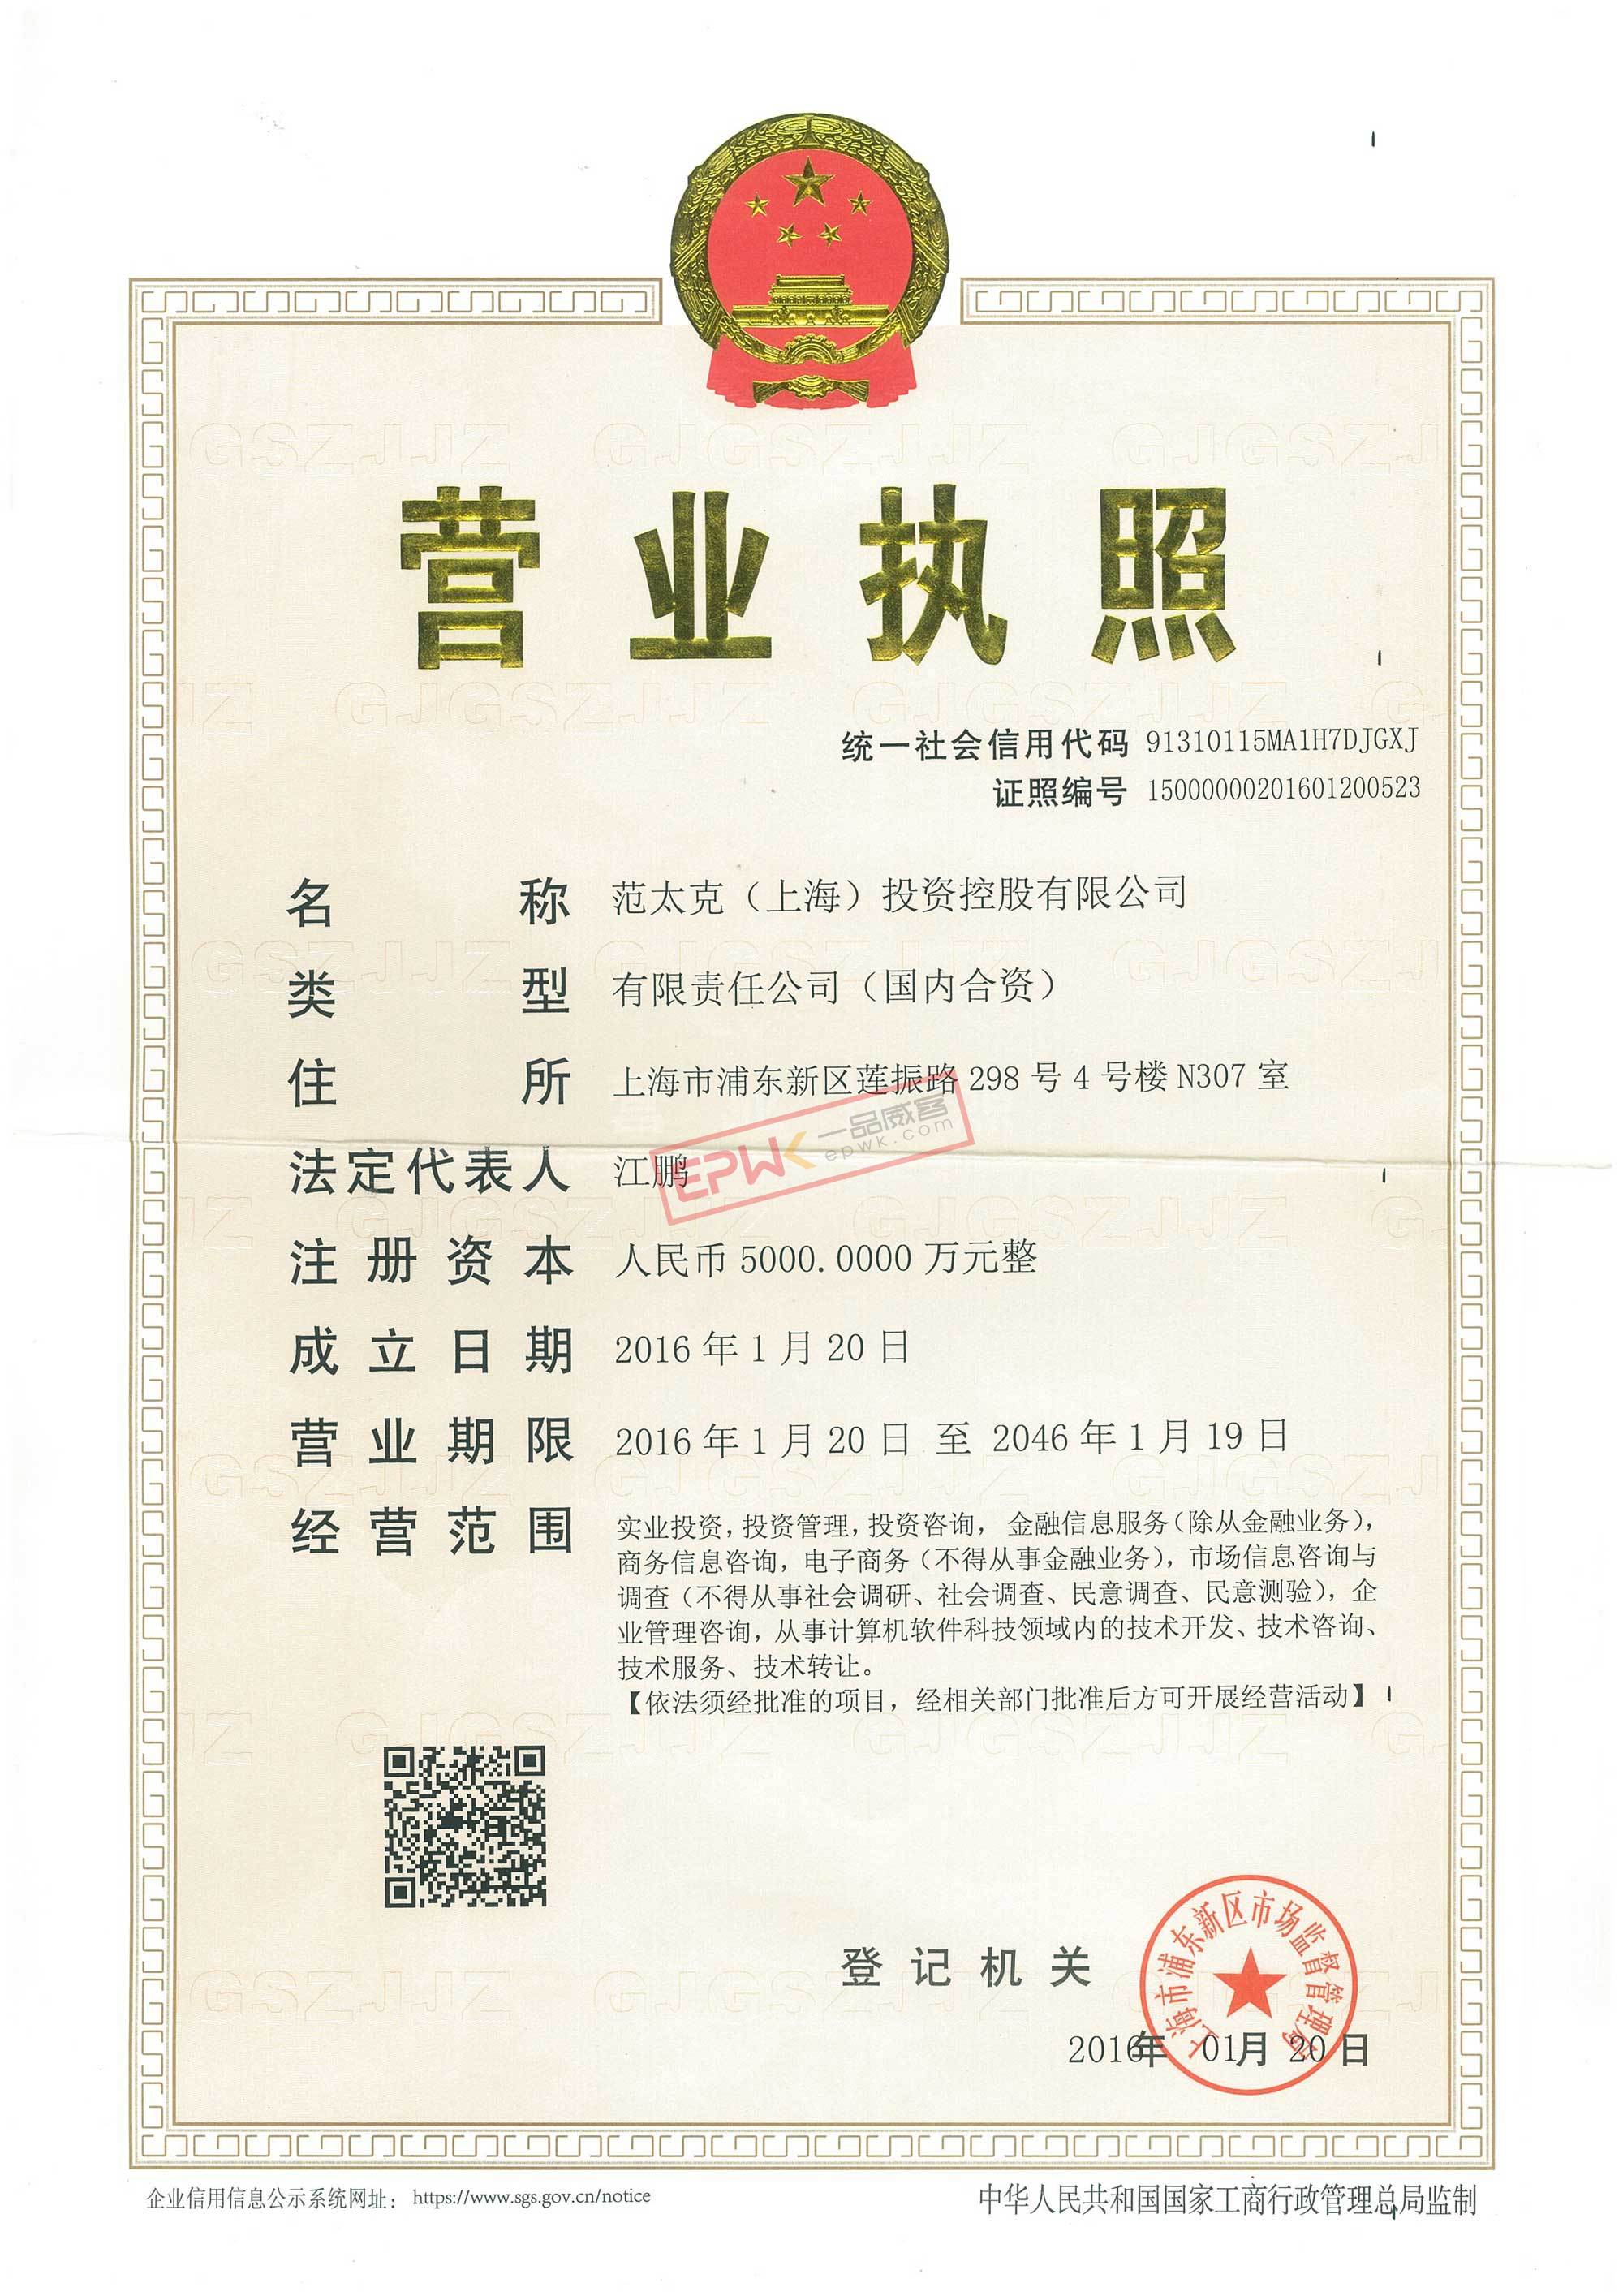 营业执照
统一社会信用代码 91310115MA1H7DJGXJ
证照编号 15000000201601200523
名称 范太克（上海）投资控股有限公司
类型 有限责任公司（国内合资）
住所 上海市浦东新区莲振路 298 号 4 号楼 N307 室
法定代表人 江鹏
EPWK 一品威客
epwk.com
注册资本 人民币 5000.0000 万元整
成立日期 2016 年 1 月 20 日
营业期限 2016 年 1 月 20 日 至 2046 年 1 月 19 日
经营范围 实业投资，投资管理，投资咨询， 金融信息服务（除从金融业务），
商务信息咨询，电子商务（不得从事金融业务），市场信息咨询与
调查（不得从事社会调研、社会调查、民意调查、民意测验），企
业管理咨询，从事计算机软件科技领域内的技术开发、技术咨询、
技术服务、技术转让。
【依法须经批准的项目，经相关部门批准后方可开展经营活动】
登记机关
上海市浦东新区市场监督管理局
2016年 01月 20日
企业信用信息公示系统网址： https://www.sgs.gov.cn/notice
中华人民共和国国家工商行政管理总局监制